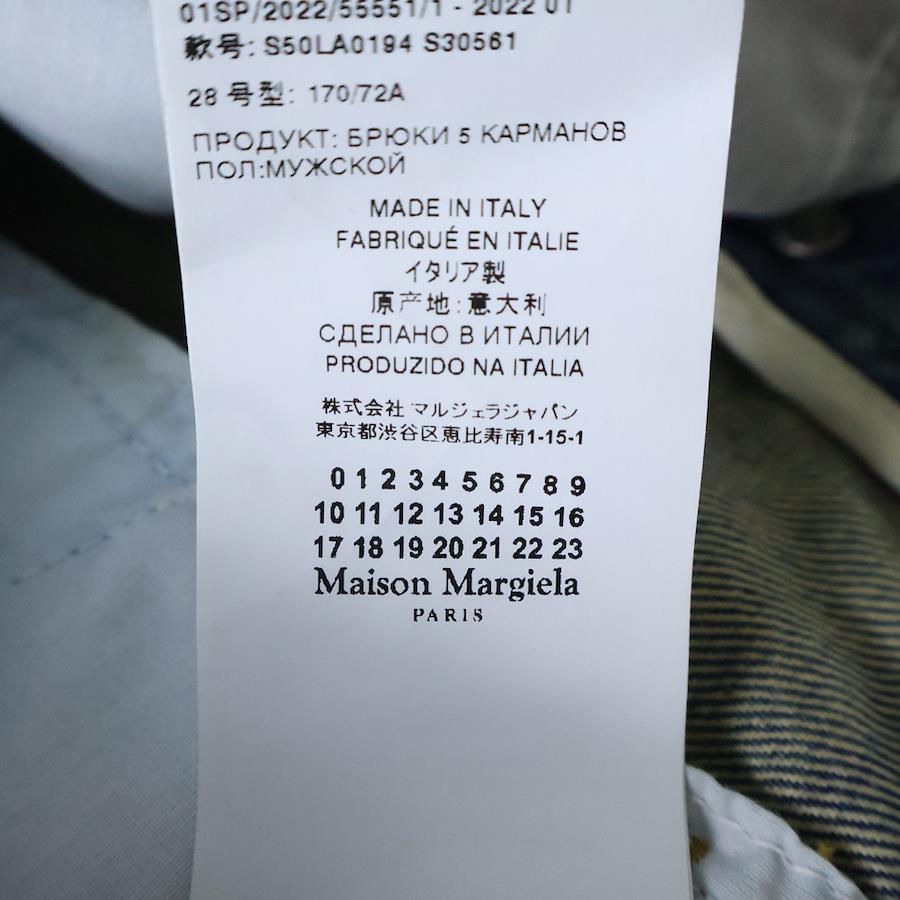 01SP/2022/55551/1 - 2022 01
款号: S50LA0194 S30561
28 号型: 170/72A
ПРОДУКТ: БРЮКИ 5 КАРМАНОВ
ПОЛ:МУЖСКОЙ
MADE IN ITALY
FABRIQUÉ EN ITALIE
イタリア製
原产地:意大利
СДЕЛАНО В ИТАЛИИ
PRODUZIDO NA ITALIA
株式会社 マルジェラジャパン
東京都渋谷区恵比寿南1-15-1
0 1 2 3 4 5 6 7 8 9
10 11 12 13 14 15 16
17 18 19 20 21 22 23
Maison Margiela
PARIS